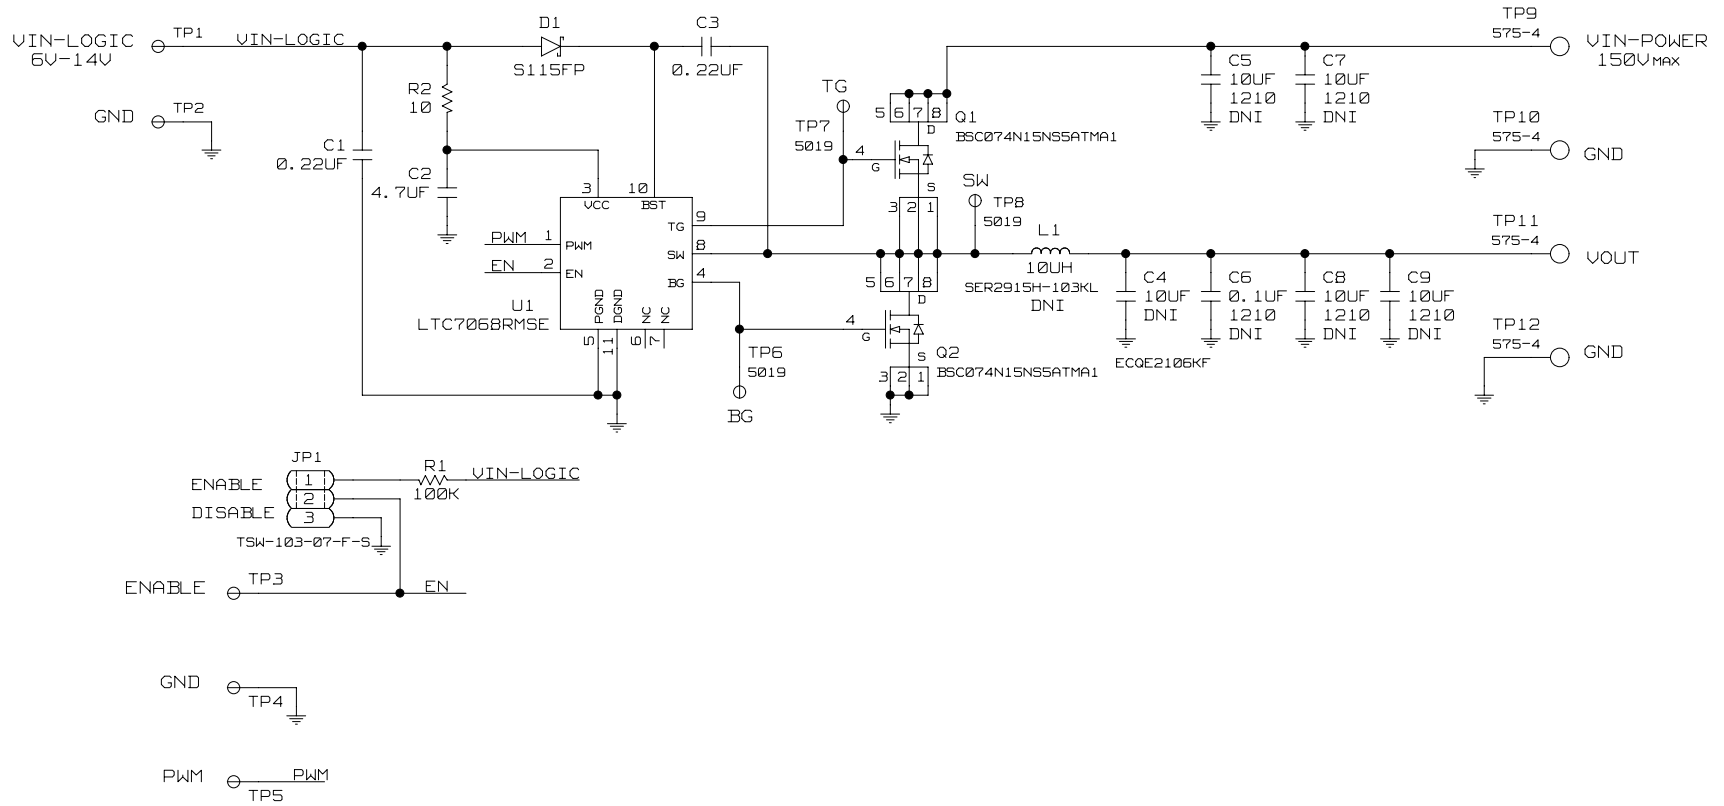 VIN-LOGIC
6V-14V
TP1
VIN-LOGIC
GND
TP2
D1
S115FP
C3
0.22UF
R2
10
C1
0.22UF
C2
4.7UF
3
10
VCC
BST
TG
9
SW
8
BG
4
PWM
1
PWM
EN
2
EN
U1
LTC7068RMSE
PGND
DGND
NC
NC
5
11
6
7
TG
TP7
5019
4
G
5
6
7
8
D
Q1
BSC074N15NS5ATMA1
S
3
2
1
SW
TP8
5019
5
6
7
8
D
4
G
S
Q2
BSC074N15NS5ATMA1
3
2
1
TP6
5019
BG
L1
10UH
SER2915H-103KL
DNI
C5
10UF
1210
DNI
C7
10UF
1210
DNI
C4
10UF
DNI
ECQE2106KF
C6
0.1UF
1210
DNI
C8
10UF
1210
DNI
C9
10UF
1210
DNI
TP9
575-4
VIN-POWER
150V MAX
TP10
575-4
GND
TP11
575-4
VOUT
TP12
575-4
GND
JP1
ENABLE
1
2
DISABLE
3
TSW-103-07-F-S
R1
100K
VIN-LOGIC
ENABLE
TP3
EN
GND
TP4
PWM
TP5
PWM